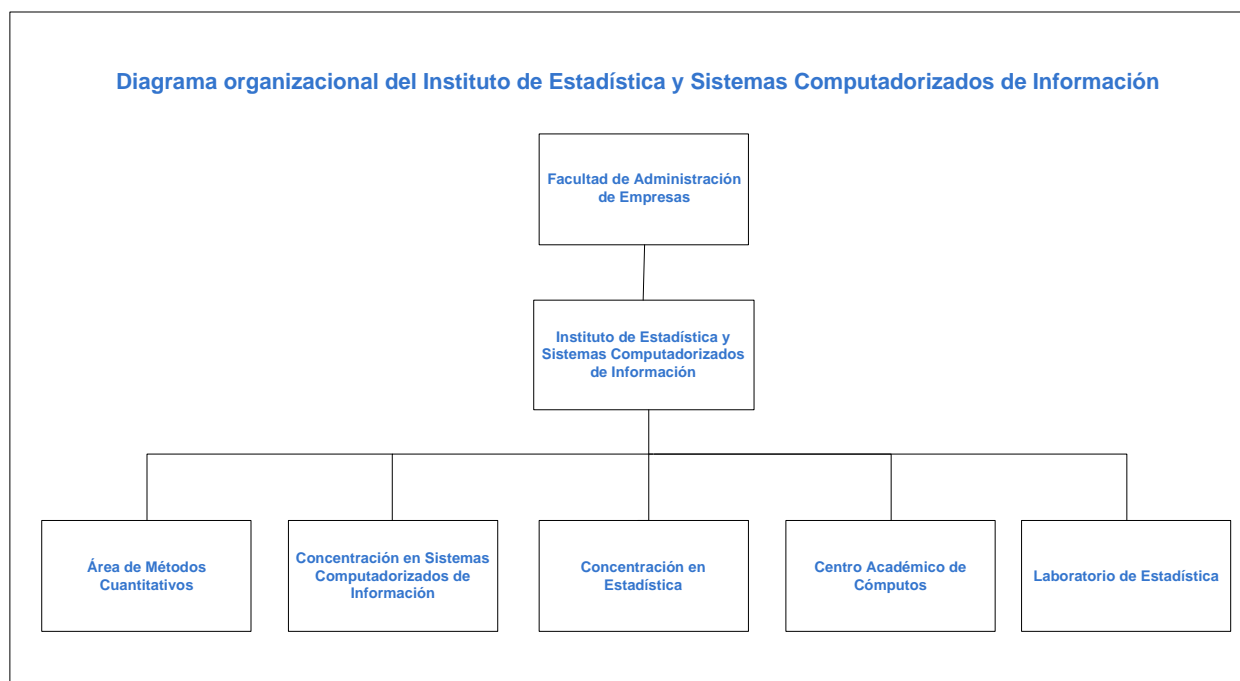 Diagrama organizacional del Instituto de Estadística y Sistemas Computadorizados de Información
Facultad de Administración
de Empresas
Instituto de Estadística y
Sistemas Computadorizados
de Información
Área de Métodos
Cuantitativos
Concentración en Sistemas
Computadorizados de
Información
Concentración en
Estadística
Centro Académico de
Cómputos
Laboratorio de Estadística